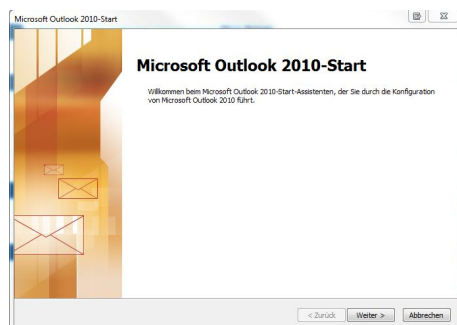 Microsoft Outlook 2010-Start
Microsoft Outlook 2010-Start
Willkommen beim Microsoft Outlook 2010-Start-Assistenten, der Sie durch die Konfiguration
von Microsoft Outlook 2010 führt.
< Zurück
Weiter >
Abbrechen